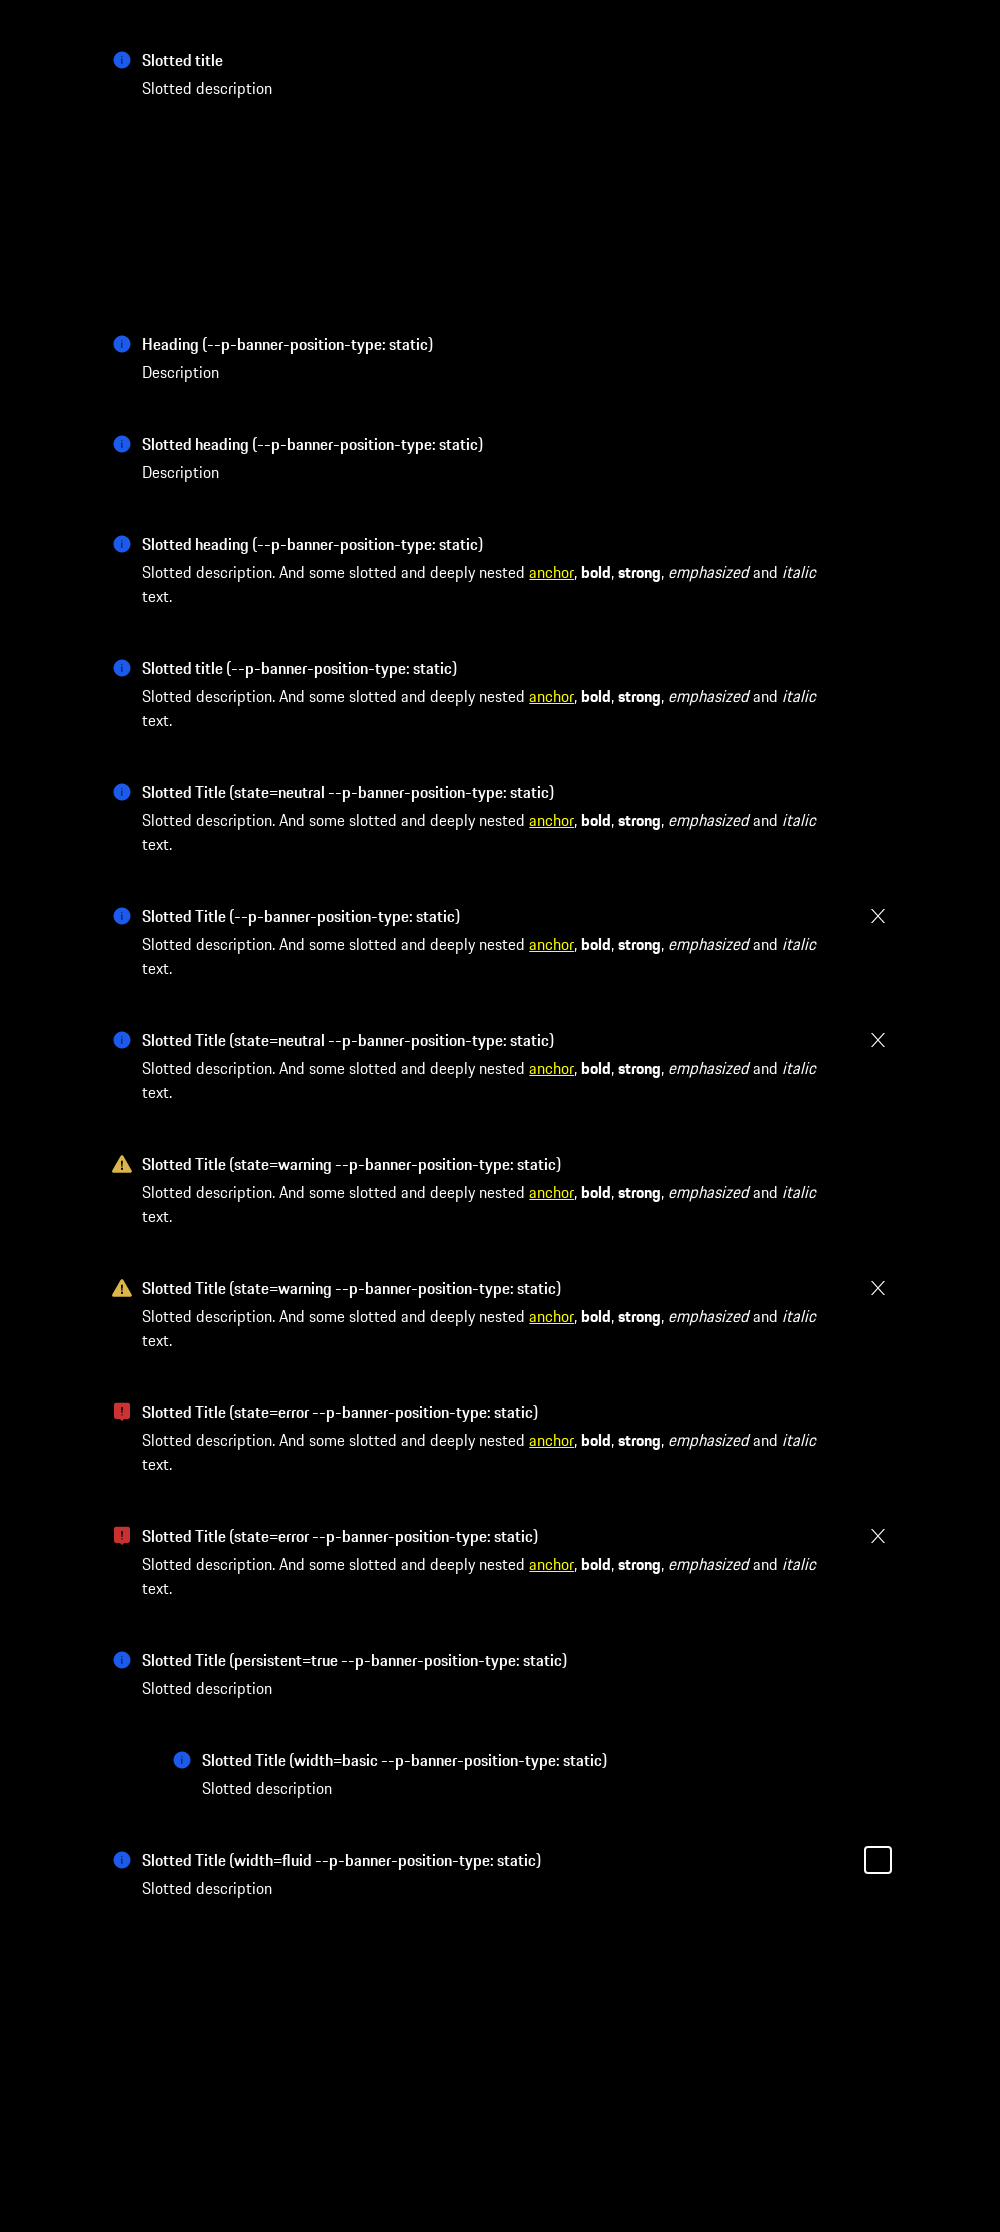 Slotted title
Slotted description
Heading (--p-banner-position-type: static)
Description
Slotted heading (--p-banner-position-type: static)
Description
Slotted heading (--p-banner-position-type: static)
Slotted description. And some slotted and deeply nested anchor, bold, strong, emphasized and italic
text.
Slotted title (--p-banner-position-type: static)
Slotted description. And some slotted and deeply nested anchor, bold, strong, emphasized and italic
text.
Slotted Title (state=neutral --p-banner-position-type: static)
Slotted description. And some slotted and deeply nested anchor, bold, strong, emphasized and italic
text.
Slotted Title (--p-banner-position-type: static)
Slotted description. And some slotted and deeply nested anchor, bold, strong, emphasized and italic
text.
Slotted Title (state=neutral --p-banner-position-type: static)
Slotted description. And some slotted and deeply nested anchor, bold, strong, emphasized and italic
text.
Slotted Title (state=warning --p-banner-position-type: static)
Slotted description. And some slotted and deeply nested anchor, bold, strong, emphasized and italic
text.
Slotted Title (state=warning --p-banner-position-type: static)
Slotted description. And some slotted and deeply nested anchor, bold, strong, emphasized and italic
text.
Slotted Title (state=error --p-banner-position-type: static)
Slotted description. And some slotted and deeply nested anchor, bold, strong, emphasized and italic
text.
Slotted Title (state=error --p-banner-position-type: static)
Slotted description. And some slotted and deeply nested anchor, bold, strong, emphasized and italic
text.
Slotted Title (persistent=true --p-banner-position-type: static)
Slotted description
Slotted Title (width=basic --p-banner-position-type: static)
Slotted description
Slotted Title (width=fluid --p-banner-position-type: static)
Slotted description